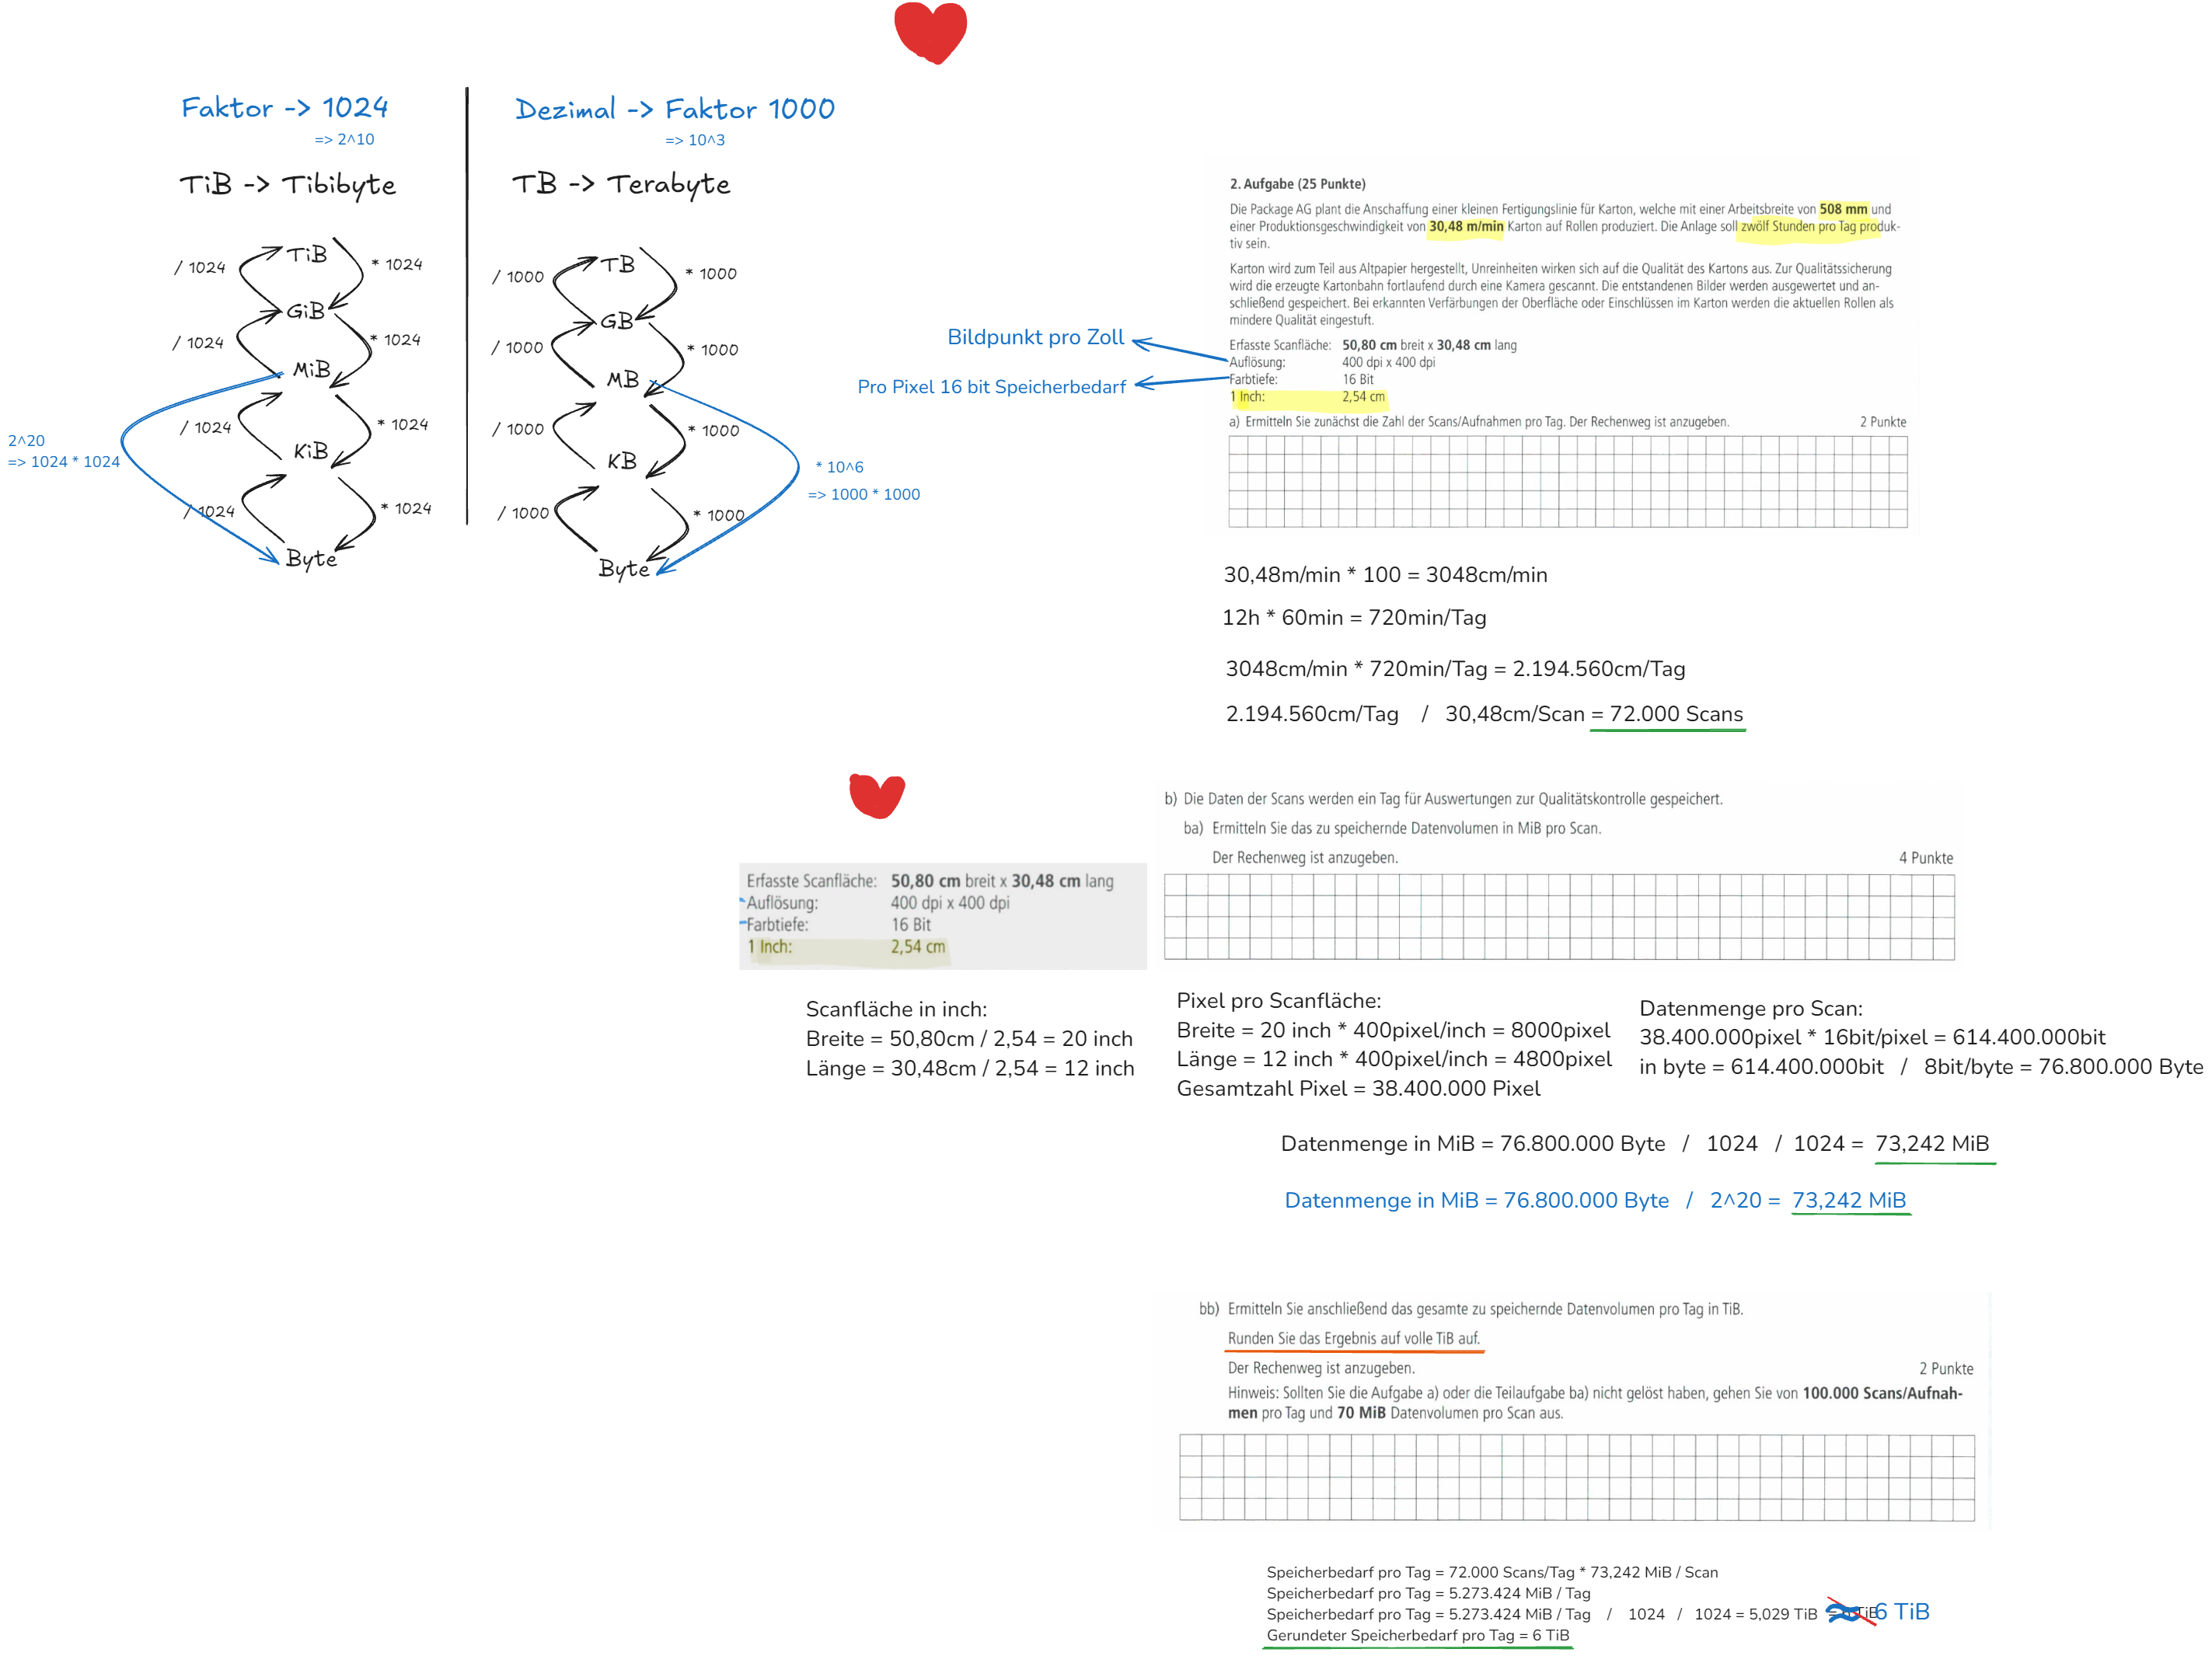 Faktor -> 1024
=> 2^10
TiB -> Tibibyte
TiB
/ 1024
* 1024
GiB
/ 1024
* 1024
MiB
/ 1024
* 1024
KiB
/ 1024
* 1024
Byte
2^20
=> 1024 * 1024
Dezimal -> Faktor 1000
=> 10^3
TB -> Terabyte
TB
/ 1000
* 1000
GB
/ 1000
* 1000
MB
/ 1000
* 1000
KB
/ 1000
* 1000
Byte
* 10^6
=> 1000 * 1000
2. Aufgabe (25 Punkte)
Die Package AG plant die Anschaffung einer kleinen Fertigungslinie für Karton, welche mit einer Arbeitsbreite von 508 mm und
einer Produktionsgeschwindigkeit von 30,48 m/min Karton auf Rollen produziert. Die Anlage soll zwölf Stunden pro Tag produk-
tiv sein.
Karton wird zum Teil aus Altpapier hergestellt, Unreinheiten wirken sich auf die Qualität des Kartons aus. Zur Qualitätssicherung
wird die erzeugte Kartonbahn fortlaufend durch eine Kamera gescannt. Die entstandenen Bilder werden ausgewertet und an-
schließend gespeichert. Bei erkannten Verfärbungen der Oberfläche oder Einschlüssen im Karton werden die aktuellen Rollen als
mindere Qualität eingestuft.
Bildpunkt pro Zoll
Pro Pixel 16 bit Speicherbedarf
Erfasste Scanfläche: 50,80 cm breit x 30,48 cm lang
Auflösung: 400 dpi x 400 dpi
Farbtiefe: 16 Bit
1 Inch: 2,54 cm
a) Ermitteln Sie zunächst die Zahl der Scans/Aufnahmen pro Tag. Der Rechenweg ist anzugeben. 2 Punkte
30,48m/min * 100 = 3048cm/min
12h * 60min = 720min/Tag
3048cm/min * 720min/Tag = 2.194.560cm/Tag
2.194.560cm/Tag / 30,48cm/Scan = 72.000 Scans
b) Die Daten der Scans werden ein Tag für Auswertungen zur Qualitätskontrolle gespeichert.
ba) Ermitteln Sie das zu speichernde Datenvolumen in MiB pro Scan.
Der Rechenweg ist anzugeben. 4 Punkte
Erfasste Scanfläche: 50,80 cm breit x 30,48 cm lang
Auflösung: 400 dpi x 400 dpi
Farbtiefe: 16 Bit
1 Inch: 2,54 cm
Scanfläche in inch:
Breite = 50,80cm / 2,54 = 20 inch
Länge = 30,48cm / 2,54 = 12 inch
Pixel pro Scanfläche:
Breite = 20 inch * 400pixel/inch = 8000pixel
Länge = 12 inch * 400pixel/inch = 4800pixel
Gesamtzahl Pixel = 38.400.000 Pixel
Datenmenge pro Scan:
38.400.000pixel * 16bit/pixel = 614.400.000bit
in byte = 614.400.000bit / 8bit/byte = 76.800.000 Byte
Datenmenge in MiB = 76.800.000 Byte / 1024 / 1024 = 73,242 MiB
Datenmenge in MiB = 76.800.000 Byte / 2^20 = 73,242 MiB
bb) Ermitteln Sie anschließend das gesamte zu speichernde Datenvolumen pro Tag in TiB.
Runden Sie das Ergebnis auf volle TiB auf.
Der Rechenweg ist anzugeben. 2 Punkte
Hinweis: Sollten Sie die Aufgabe a) oder die Teilaufgabe ba) nicht gelöst haben, gehen Sie von 100.000 Scans/Aufnah-
men pro Tag und 70 MiB Datenvolumen pro Scan aus.
Speicherbedarf pro Tag = 72.000 Scans/Tag * 73,242 MiB / Scan
Speicherbedarf pro Tag = 5.273.424 MiB / Tag
Speicherbedarf pro Tag = 5.273.424 MiB / Tag / 1024 / 1024 = 5,029 TiB ≈ 6 TiB
Gerundeter Speicherbedarf pro Tag = 6 TiB